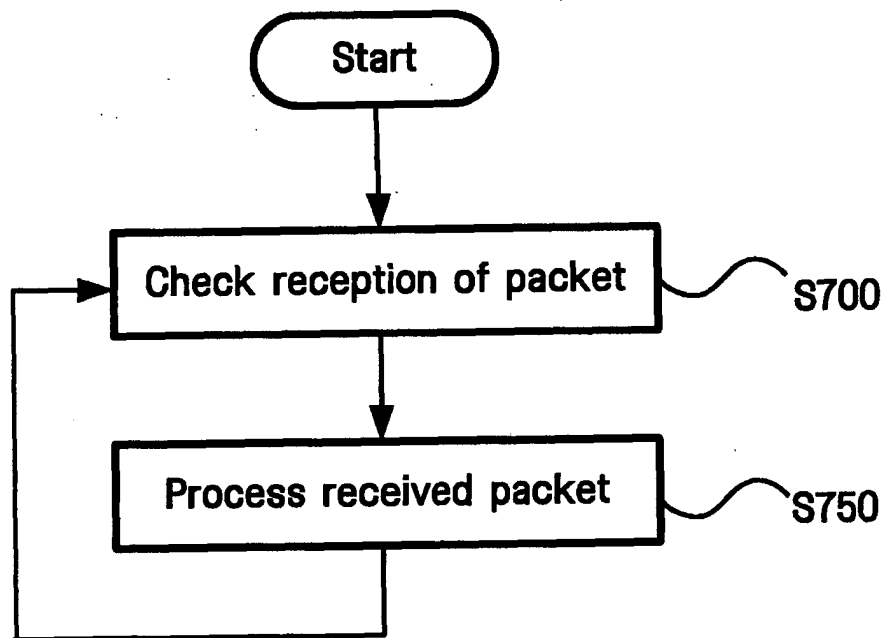 Start
Check reception of packet
S700
Process received packet
S750